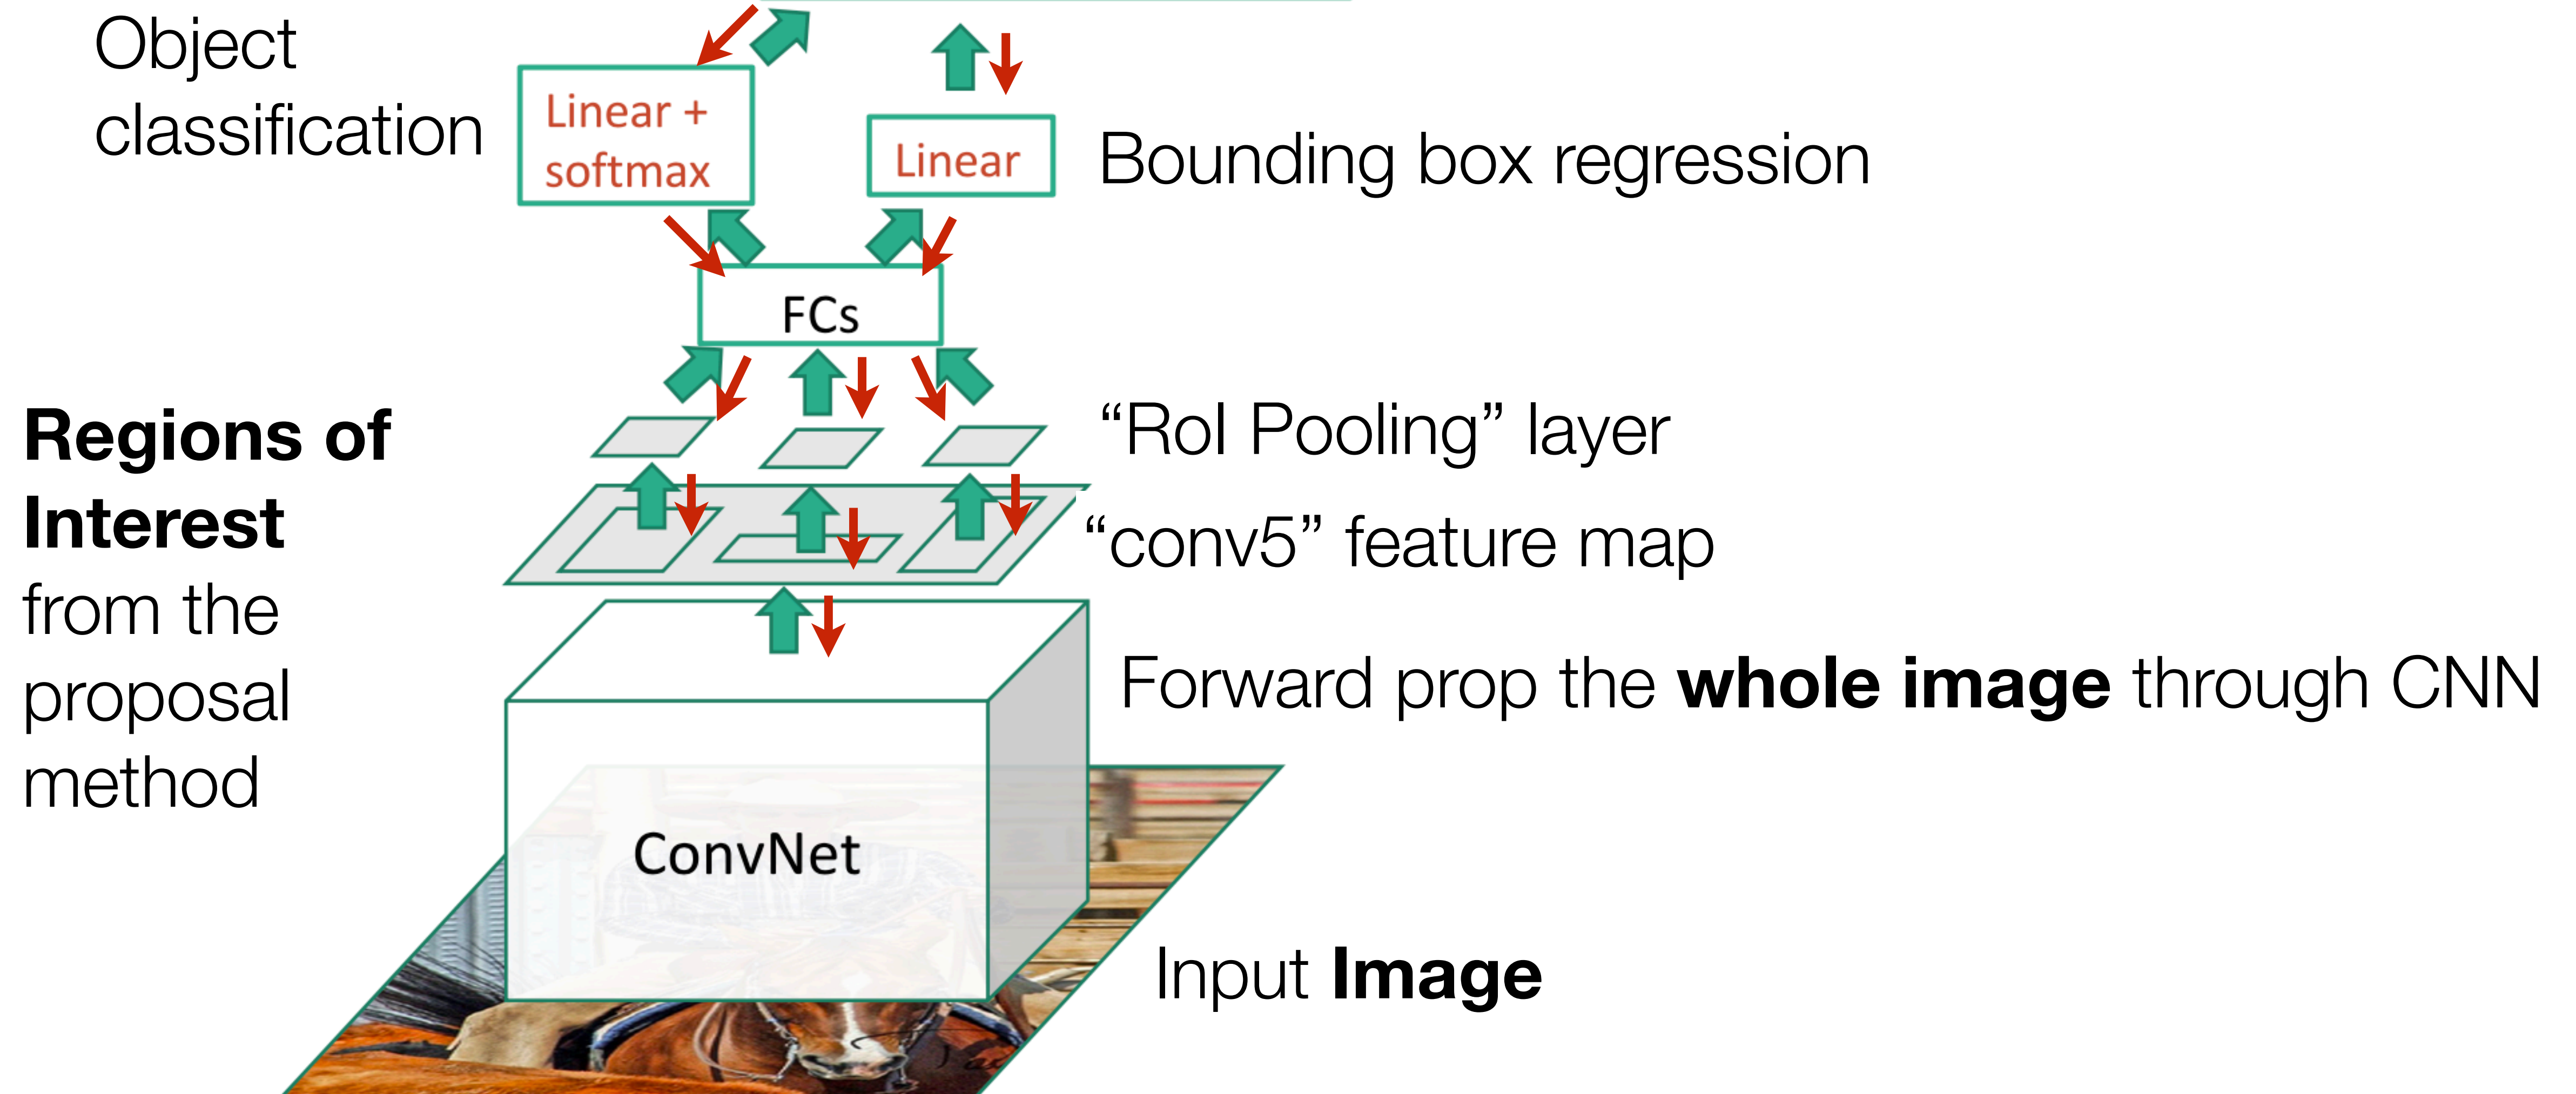 Object
classification
Linear +
softmax
Linear
Bounding box regression
FCs
Regions of
Interest
from the
proposal
method
“RoI Pooling” layer
“conv5” feature map
Forward prop the whole image through CNN
ConvNet
Input Image